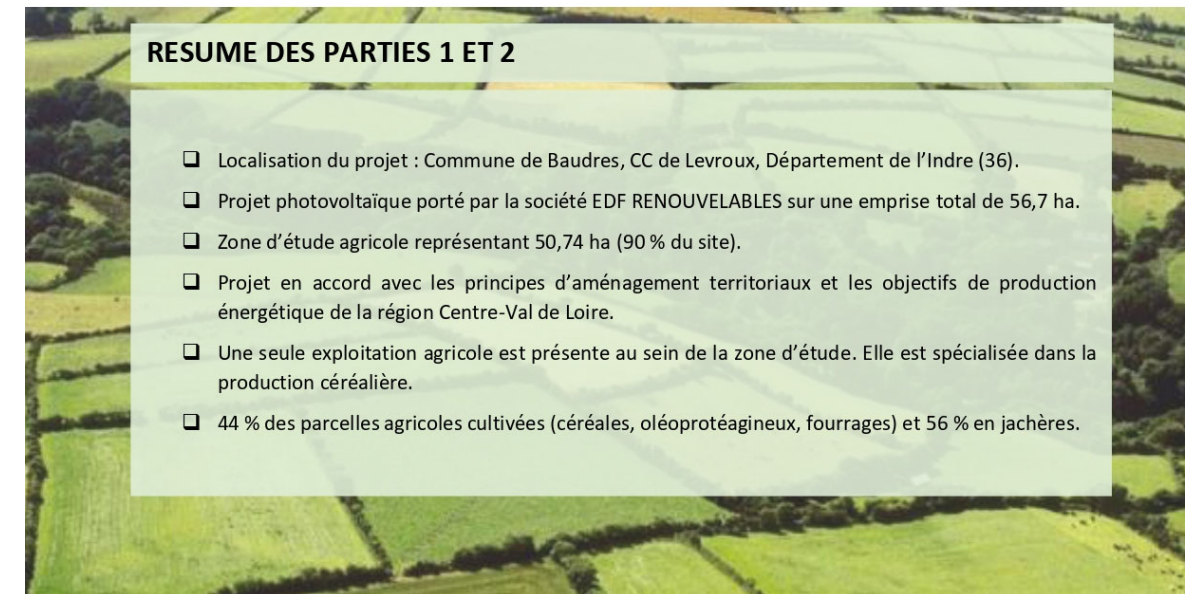 RESUME DES PARTIES 1 ET 2
❑ Localisation du projet : Commune de Baudres, CC de Levroux, Département de l’Indre (36).
❑ Projet photovoltaïque porté par la société EDF RENOUVELABLES sur une emprise total de 56,7 ha.
❑ Zone d’étude agricole représentant 50,74 ha (90 % du site).
❑ Projet en accord avec les principes d’aménagement territoriaux et les objectifs de production
énergétique de la région Centre-Val de Loire.
❑ Une seule exploitation agricole est présente au sein de la zone d’étude. Elle est spécialisée dans la
production céréalière.
❑ 44 % des parcelles agricoles cultivées (céréales, oléoprotéagineux, fourrages) et 56 % en jachères.